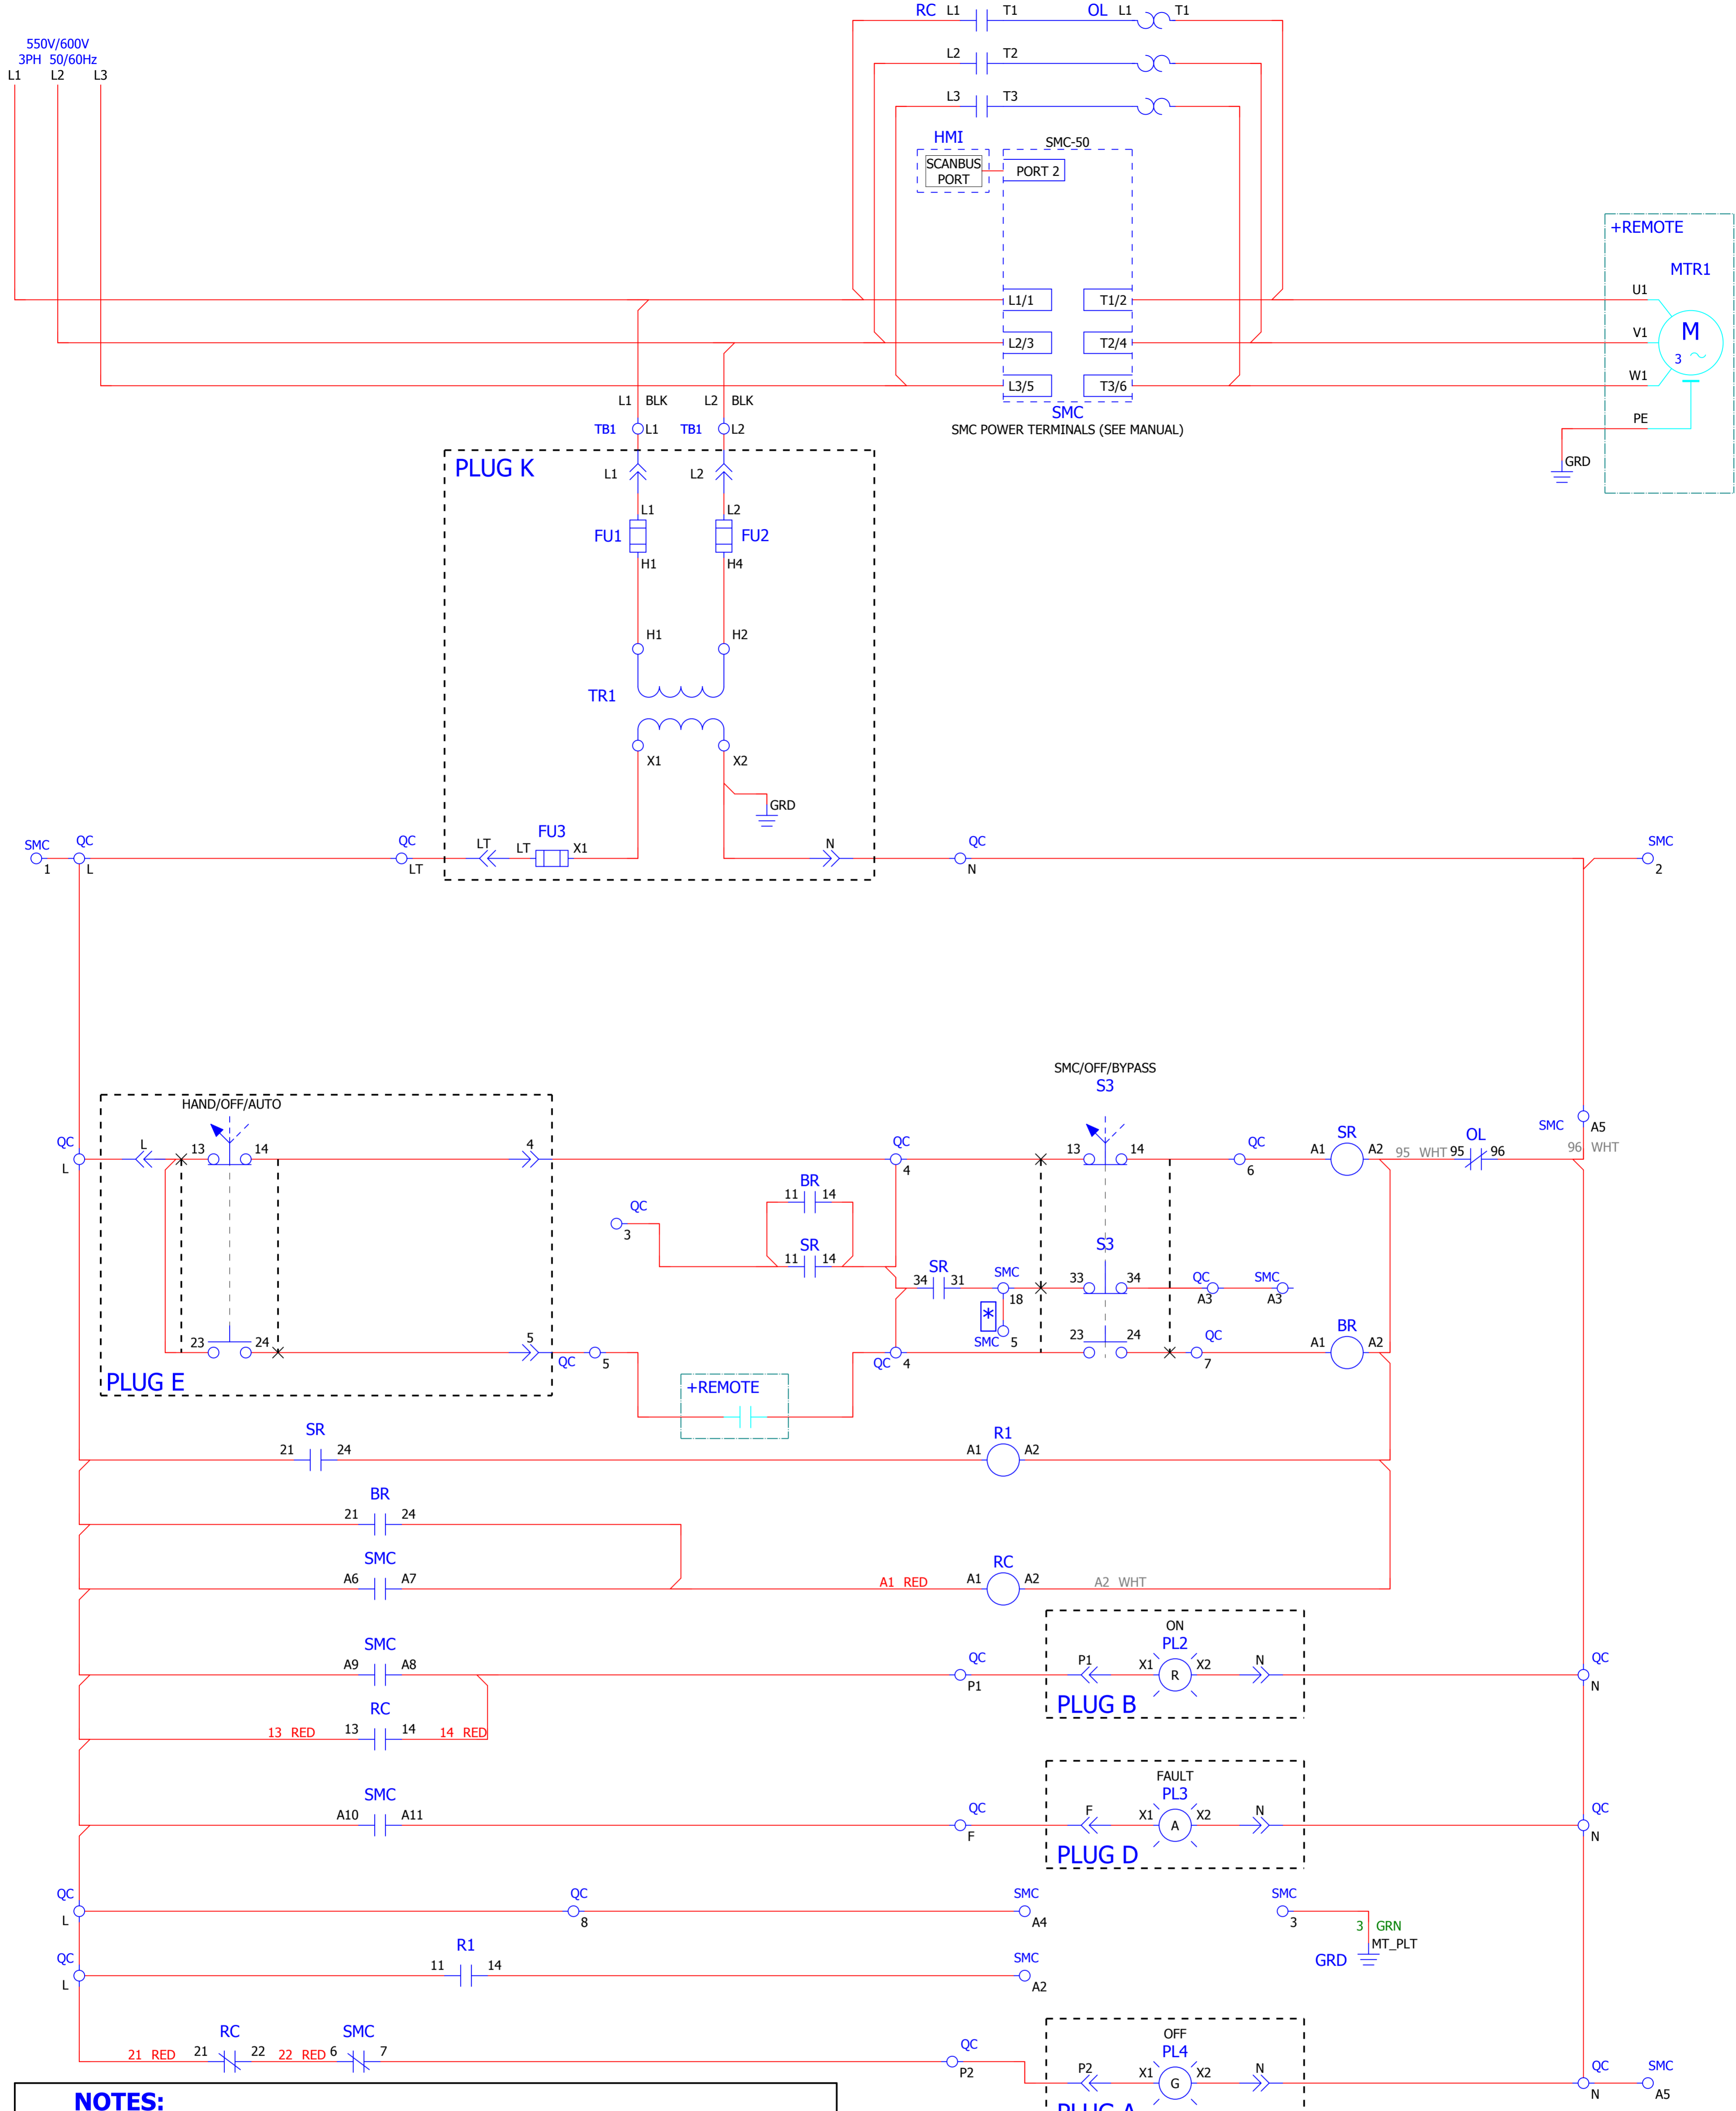 RC L1 T1 OL L1 T1
550V/600V
3PH 50/60Hz
L1 L2 L3
L2 T2
L3 T3
HMI
SMC-50
SCANBUS
PORT
PORT 2
+REMOTE
MTR1
L1/1 T1/2 U1
L2/3 T2/4 V1
M
3
L3/5 T3/6 W1
SMC
SMC POWER TERMINALS (SEE MANUAL)
L1 BLK L2 BLK
TB1 L1 TB1 L2
PE
GRD
PLUG K
L1 L2
L1 L2
FU1 FU2
H1 H4
H1 H2
TR1
X1 X2
GRD
SMC QC QC FU3 QC SMC
LT LT X1 N
1 L LT N 2
SMC/OFF/BYPASS
S3
HAND/OFF/AUTO
SMC A5
QC L 13 14 4 QC 13 14 QC SR OL
A1 A2 95 WHT 95 96 96 WHT
L 4 6
BR
11 14
QC
3
SR
11 14
S3
SR
34 31 SMC 33 34 QC SMC
18 A3 A3
*
SMC 5
23 24 5 23 24 QC BR
A1 A2
QC 5 QC 4 7
PLUG E
+REMOTE
SR R1
21 24 A1 A2
BR
21 24
SMC RC
A6 A7 A1 RED A1 A2 A2 WHT
ON
SMC PL2
A9 A8 QC P1 X1 X2 N QC
R
P1 N
PLUG B
RC
13 RED 13 14 14 RED
FAULT
SMC PL3
A10 A11 QC F X1 X2 N QC
A
F N
PLUG D
QC QC SMC SMC
L 8 A4 3
3 GRN
MT_PLT
GRD
QC R1 SMC
11 14
L A2
OFF
RC SMC PL4
21 RED 21 22 22 RED 6 7 QC P2 X1 X2 N QC SMC
G
P2 N A5
PLUG A
NOTES: